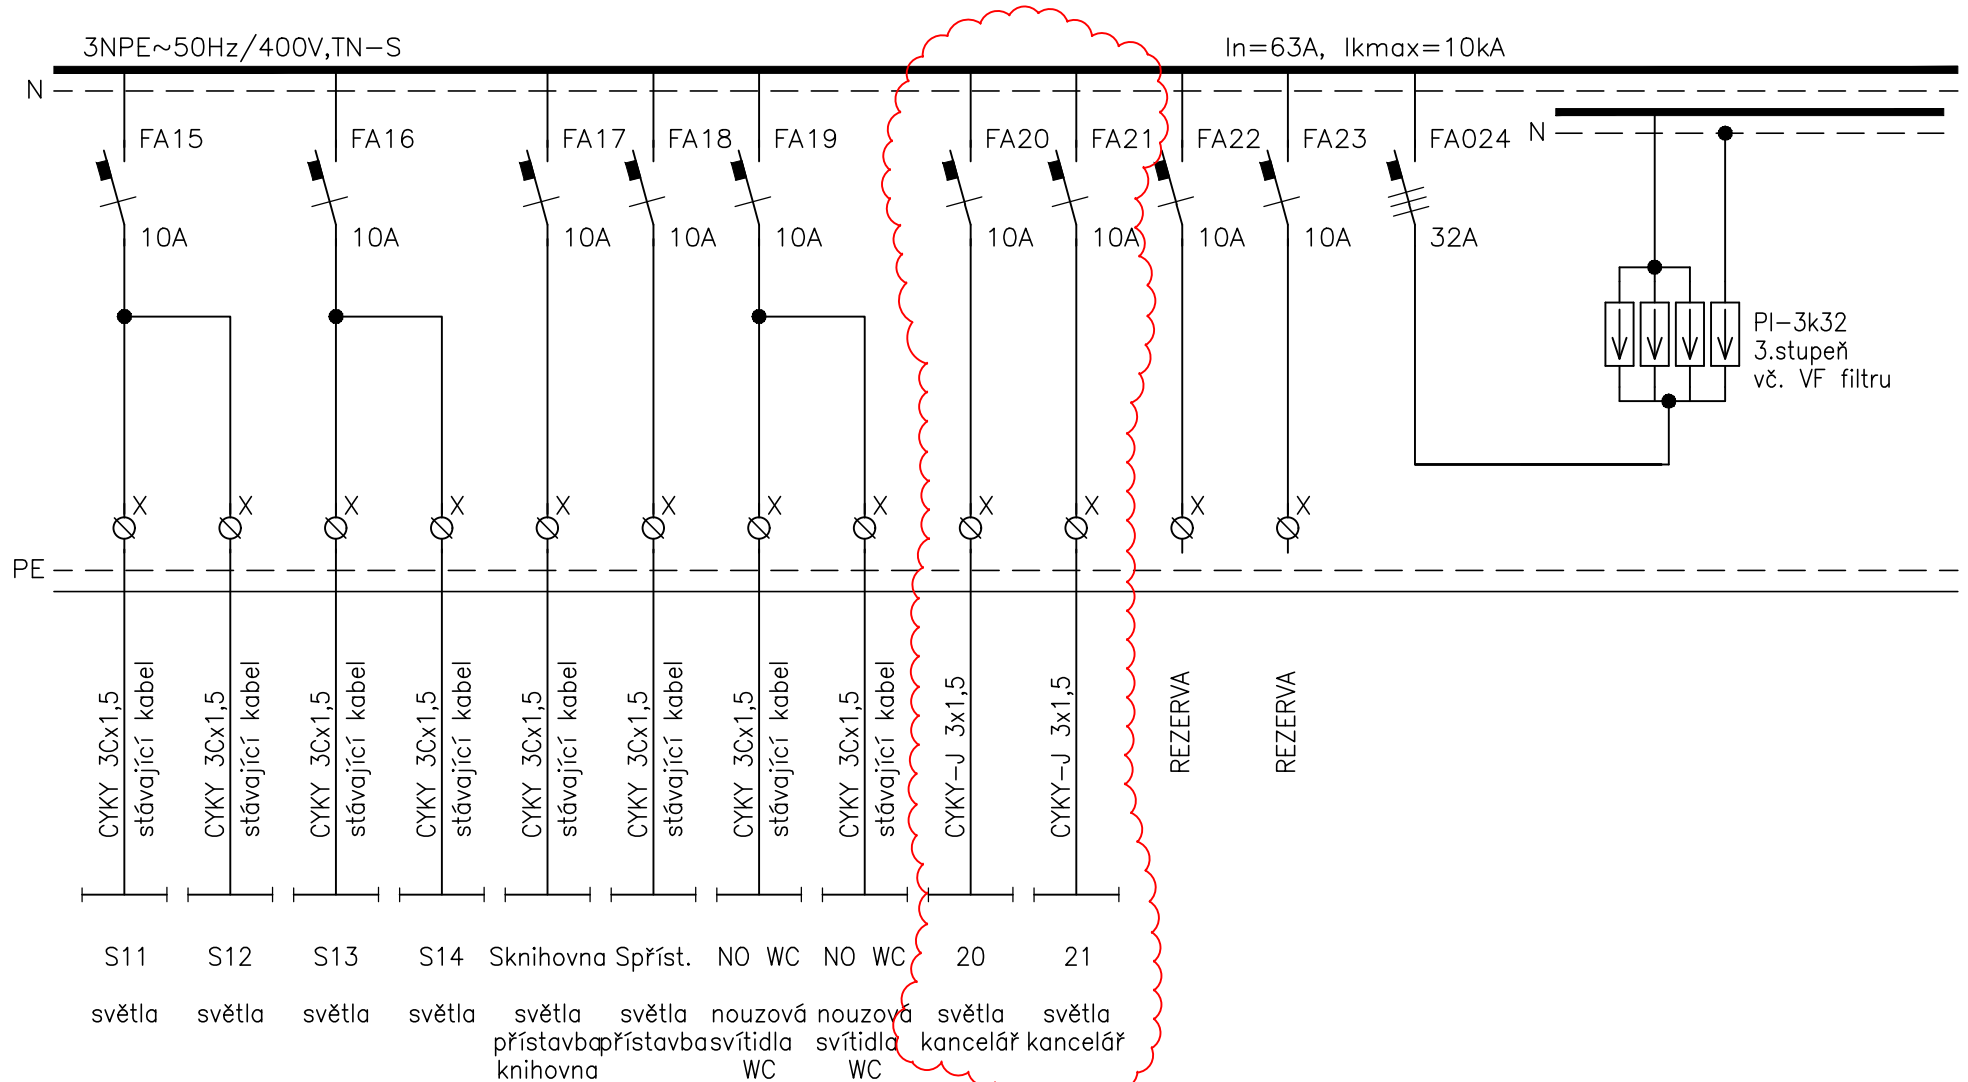 3NPE~50Hz/400V,TN-S
In=63A, Ikmax=10kA
N
N
FA15
FA16
FA17
FA18
FA19
FA20
FA21
FA22
FA23
FA024
10A
10A
10A
10A
10A
10A
10A
10A
10A
32A
PI-3k32
3.stupeň
vč. VF filtru
X
X
X
X
X
X
X
X
X
X
X
X
PE
CYKY 3Cx1,5
stávající kabel
CYKY 3Cx1,5
stávající kabel
CYKY 3Cx1,5
stávající kabel
CYKY 3Cx1,5
stávající kabel
CYKY 3Cx1,5
stávající kabel
CYKY 3Cx1,5
stávající kabel
CYKY 3Cx1,5
stávající kabel
CYKY 3Cx1,5
stávající kabel
CYKY-J 3x1,5
CYKY-J 3x1,5
REZERVA
REZERVA
S11
světla
S12
světla
S13
světla
S14
světla
Sknihovna
světla
přístavba
knihovna
Spříst.
světla
přístavba
NO WC
nouzová
svítidla
WC
NO WC
nouzová
svítidla
WC
20
světla
kancelář
21
světla
kancelář